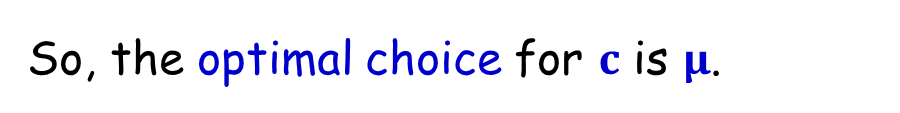 So, the optimal choice for c is μ.